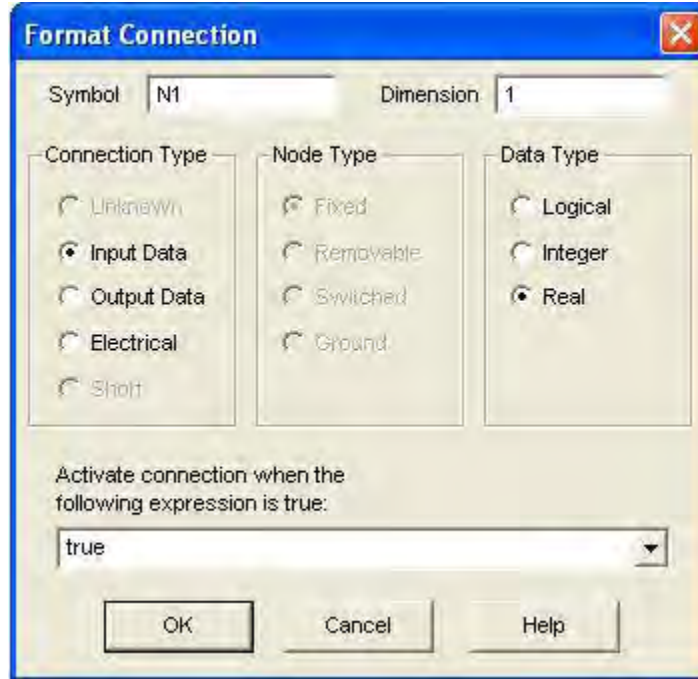 Format Connection
Symbol N1 Dimension 1
Connection Type Node Type Data Type
Unknown Fixed Logical
Input Data Removable Integer
Output Data Switched Real
Electrical Ground
Short
Activate connection when the
following expression is true:
true
OK Cancel Help